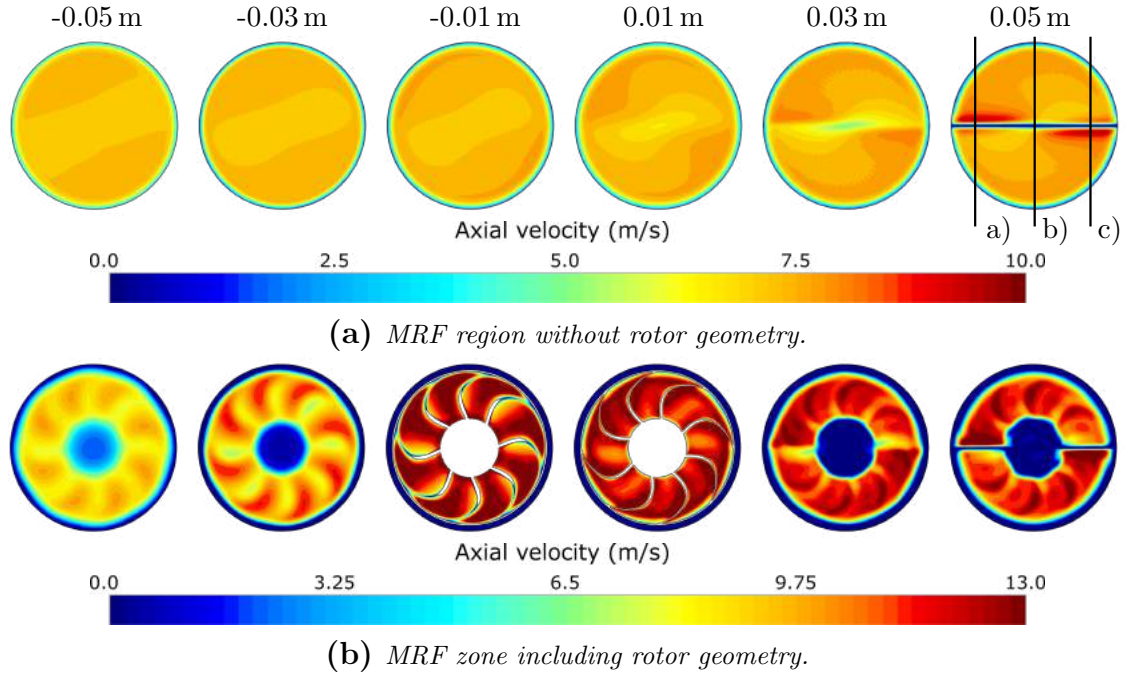 -0.05 m -0.03 m -0.01 m 0.01 m 0.03 m 0.05 m
a) b) c)
Axial velocity (m/s)
0.0 2.5 5.0 7.5 10.0
(a) MRF region without rotor geometry.
Axial velocity (m/s)
0.0 3.25 6.5 9.75 13.0
(b) MRF zone including rotor geometry.